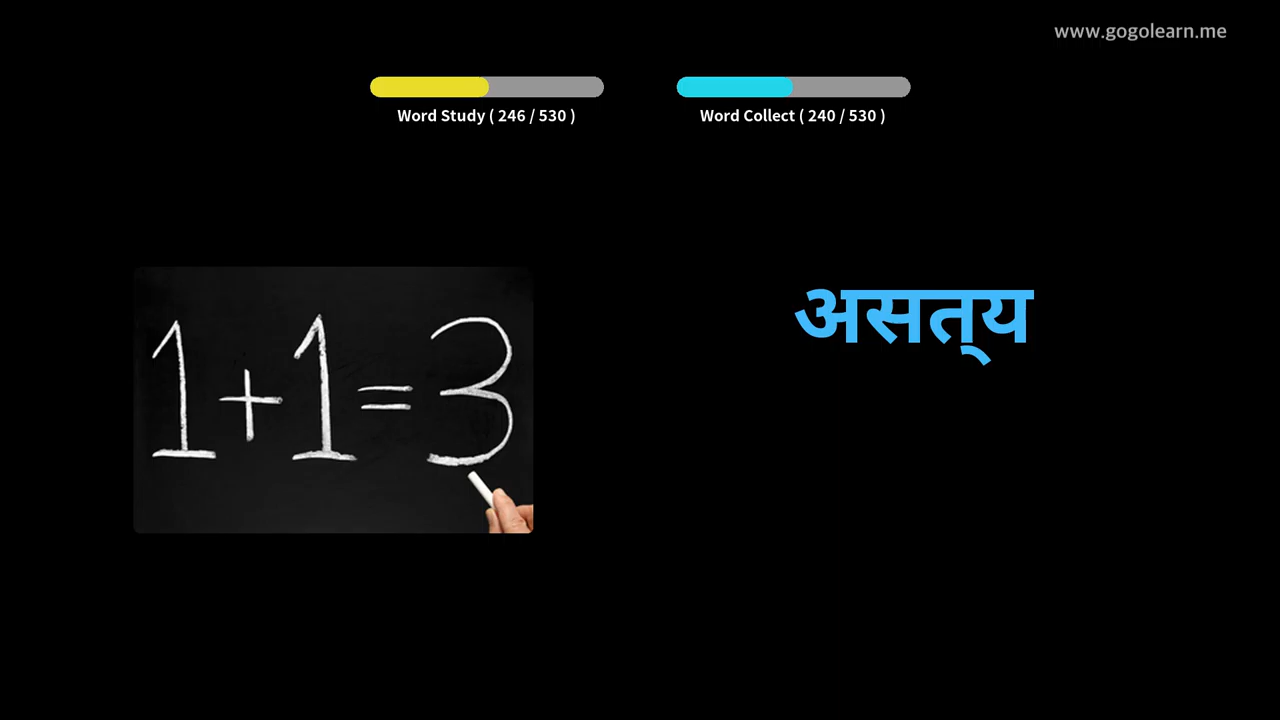 www.gogolearn.me
Word Study ( 246 / 530 )
Word Collect ( 240 / 530 )
1+1=3
असत्‌य